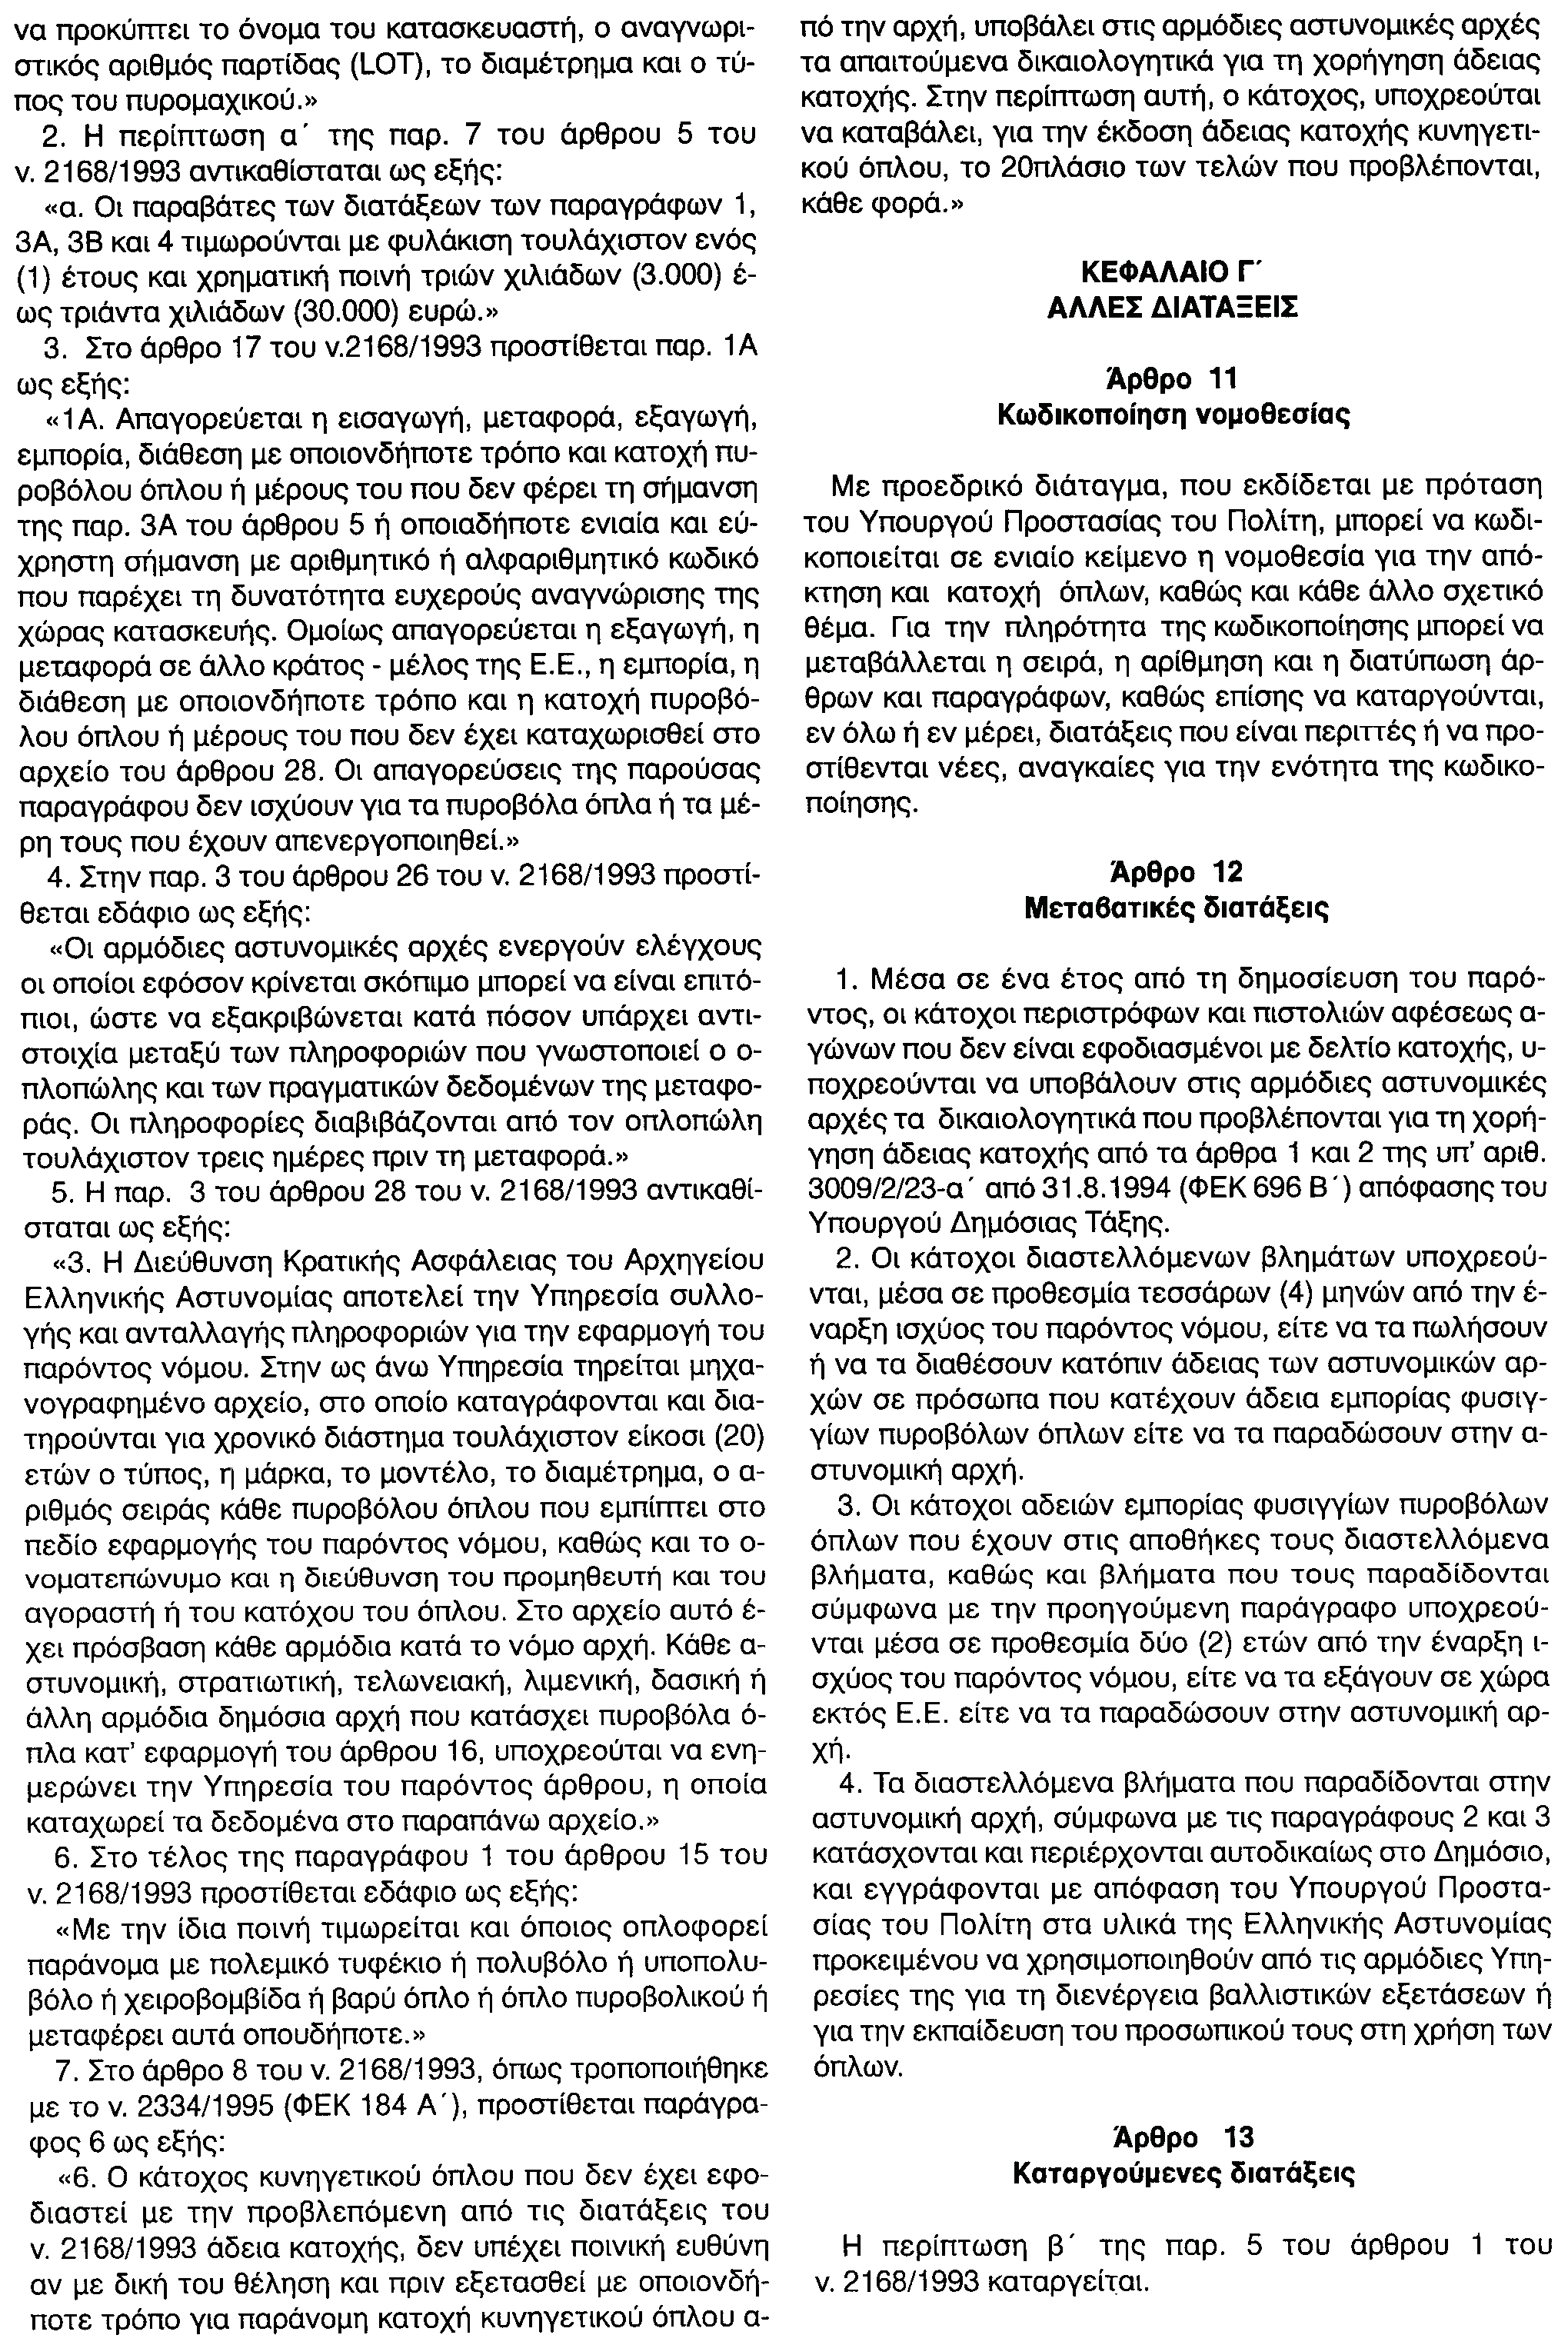 να προκύπτει το όνομα του κατασκευαστή, ο αναγνωρι-
στικός αριθμός παρτίδας (LOT), το διαμέτρημα και ο τύ-
πος του πυρομαχικού.»
2. Η περίπτωση α΄ της παρ. 7 του άρθρου 5 του
ν. 2168/1993 αντικαθίσταται ως εξής:
«α. Οι παραβάτες των διατάξεων των παραγράφων 1,
3Α, 3Β και 4 τιμωρούνται με φυλάκιση τουλάχιστον ενός
(1) έτους και χρηματική ποινή τριών χιλιάδων (3.000) έ-
ως τριάντα χιλιάδων (30.000) ευρώ.»
3. Στο άρθρο 17 του ν.2168/1993 προστίθεται παρ. 1Α
ως εξής:
«1Α. Απαγορεύεται η εισαγωγή, μεταφορά, εξαγωγή,
εμπορία, διάθεση με οποιονδήποτε τρόπο και κατοχή πυ-
ροβόλου όπλου ή μέρους του που δεν φέρει τη σήμανση
της παρ. 3Α του άρθρου 5 ή οποιαδήποτε ενιαία και εύ-
χρηστη σήμανση με αριθμητικό ή αλφαριθμητικό κωδικό
που παρέχει τη δυνατότητα ευχερούς αναγνώρισης της
χώρας κατασκευής. Ομοίως απαγορεύεται η εξαγωγή, η
μεταφορά σε άλλο κράτος - μέλος της Ε.Ε., η εμπορία, η
διάθεση με οποιονδήποτε τρόπο και η κατοχή πυροβό-
λου όπλου ή μέρους του που δεν έχει καταχωρισθεί στο
αρχείο του άρθρου 28. Οι απαγορεύσεις της παρούσας
παραγράφου δεν ισχύουν για τα πυροβόλα όπλα ή τα μέ-
ρη τους που έχουν απενεργοποιηθεί.»
4. Στην παρ. 3 του άρθρου 26 του ν. 2168/1993 προστί-
θεται εδάφιο ως εξής:
«Οι αρμόδιες αστυνομικές αρχές ενεργούν ελέγχους
οι οποίοι εφόσον κρίνεται σκόπιμο μπορεί να είναι επιτό-
πιοι, ώστε να εξακριβώνεται κατά πόσον υπάρχει αντι-
στοιχία μεταξύ των πληροφοριών που γνωστοποιεί ο ο-
πλοπώλης και των πραγματικών δεδομένων της μεταφο-
ράς. Οι πληροφορίες διαβιβάζονται από τον οπλοπώλη
τουλάχιστον τρεις ημέρες πριν τη μεταφορά.»
5. Η παρ. 3 του άρθρου 28 του ν. 2168/1993 αντικαθί-
σταται ως εξής:
«3. Η Διεύθυνση Κρατικής Ασφάλειας του Αρχηγείου
Ελληνικής Αστυνομίας αποτελεί την Υπηρεσία συλλο-
γής και ανταλλαγής πληροφοριών για την εφαρμογή του
παρόντος νόμου. Στην ως άνω Υπηρεσία τηρείται μηχα-
νογραφημένο αρχείο, στο οποίο καταγράφονται και δια-
τηρούνται για χρονικό διάστημα τουλάχιστον είκοσι (20)
ετών ο τύπος, η μάρκα, το μοντέλο, το διαμέτρημα, ο α-
ριθμός σειράς κάθε πυροβόλου όπλου που εμπίπτει στο
πεδίο εφαρμογής του παρόντος νόμου, καθώς και το ο-
νοματεπώνυμο και η διεύθυνση του προμηθευτή και του
αγοραστή ή του κατόχου του όπλου. Στο αρχείο αυτό έ-
χει πρόσβαση κάθε αρμόδια κατά το νόμο αρχή. Κάθε α-
στυνομική, στρατιωτική, τελωνειακή, λιμενική, δασική ή
άλλη αρμόδια δημόσια αρχή που κατάσχει πυροβόλα ό-
πλα κατ’ εφαρμογή του άρθρου 16, υποχρεούται να ενη-
μερώνει την Υπηρεσία του παρόντος άρθρου, η οποία
καταχωρεί τα δεδομένα στο παραπάνω αρχείο.»
6. Στο τέλος της παραγράφου 1 του άρθρου 15 του
ν. 2168/1993 προστίθεται εδάφιο ως εξής:
«Με την ίδια ποινή τιμωρείται και όποιος οπλοφορεί
παράνομα με πολεμικό τυφέκιο ή πολυβόλο ή υποπολυ-
βόλο ή χειροβομβίδα ή βαρύ όπλο ή όπλο πυροβολικού ή
μεταφέρει αυτά οπουδήποτε.»
7. Στο άρθρο 8 του ν. 2168/1993, όπως τροποποιήθηκε
με το ν. 2334/1995 (ΦΕΚ 184 Α΄), προστίθεται παράγρα-
φος 6 ως εξής:
«6. Ο κάτοχος κυνηγετικού όπλου που δεν έχει εφο-
διαστεί με την προβλεπόμενη από τις διατάξεις του
ν. 2168/1993 άδεια κατοχής, δεν υπέχει ποινική ευθύνη
αν με δική του θέληση και πριν εξετασθεί με οποιονδή-
ποτε τρόπο για παράνομη κατοχή κυνηγετικού όπλου α-
πό την αρχή, υποβάλει στις αρμόδιες αστυνομικές αρχές
τα απαιτούμενα δικαιολογητικά για τη χορήγηση άδειας
κατοχής. Στην περίπτωση αυτή, ο κάτοχος, υποχρεούται
να καταβάλει, για την έκδοση άδειας κατοχής κυνηγετι-
κού όπλου, το 20πλάσιο των τελών που προβλέπονται,
κάθε φορά.»
ΚΕΦΑΛΑΙΟ Γ΄
ΑΛΛΕΣ ΔΙΑΤΑΞΕΙΣ
Άρθρο 11
Κωδικοποίηση νομοθεσίας
Με προεδρικό διάταγμα, που εκδίδεται με πρόταση
του Υπουργού Προστασίας του Πολίτη, μπορεί να κωδι-
κοποιείται σε ενιαίο κείμενο η νομοθεσία για την από-
κτηση και κατοχή όπλων, καθώς και κάθε άλλο σχετικό
θέμα. Για την πληρότητα της κωδικοποίησης μπορεί να
μεταβάλλεται η σειρά, η αρίθμηση και η διατύπωση άρ-
θρων και παραγράφων, καθώς επίσης να καταργούνται,
εν όλω ή εν μέρει, διατάξεις που είναι περιττές ή να προ-
στίθενται νέες, αναγκαίες για την ενότητα της κωδικο-
ποίησης.
Άρθρο 12
Μεταβατικές διατάξεις
1. Μέσα σε ένα έτος από τη δημοσίευση του παρό-
ντος, οι κάτοχοι περιστρόφων και πιστολιών αφέσεως α-
γώνων που δεν είναι εφοδιασμένοι με δελτίο κατοχής, υ-
ποχρεούνται να υποβάλουν στις αρμόδιες αστυνομικές
αρχές τα δικαιολογητικά που προβλέπονται για τη χορή-
γηση άδειας κατοχής από τα άρθρα 1 και 2 της υπ’ αριθ.
3009/2/23-α΄ από 31.8.1994 (ΦΕΚ 696 Β΄) απόφασης του
Υπουργού Δημόσιας Τάξης.
2. Οι κάτοχοι διαστελλόμενων βλημάτων υποχρεού-
νται, μέσα σε προθεσμία τεσσάρων (4) μηνών από την έ-
ναρξη ισχύος του παρόντος νόμου, είτε να τα πωλήσουν
ή να τα διαθέσουν κατόπιν άδειας των αστυνομικών αρ-
χών σε πρόσωπα που κατέχουν άδεια εμπορίας φυσιγ-
γίων πυροβόλων όπλων είτε να τα παραδώσουν στην α-
στυνομική αρχή.
3. Οι κάτοχοι αδειών εμπορίας φυσιγγίων πυροβόλων
όπλων που έχουν στις αποθήκες τους διαστελλόμενα
βλήματα, καθώς και βλήματα που τους παραδίδονται
σύμφωνα με την προηγούμενη παράγραφο υποχρεού-
νται μέσα σε προθεσμία δύο (2) ετών από την έναρξη ι-
σχύος του παρόντος νόμου, είτε να τα εξάγουν σε χώρα
εκτός Ε.Ε. είτε να τα παραδώσουν στην αστυνομική αρ-
χή.
4. Τα διαστελλόμενα βλήματα που παραδίδονται στην
αστυνομική αρχή, σύμφωνα με τις παραγράφους 2 και 3
κατάσχονται και περιέρχονται αυτοδικαίως στο Δημόσιο,
και εγγράφονται με απόφαση του Υπουργού Προστα-
σίας του Πολίτη στα υλικά της Ελληνικής Αστυνομίας
προκειμένου να χρησιμοποιηθούν από τις αρμόδιες Υπη-
ρεσίες της για τη διενέργεια βαλλιστικών εξετάσεων ή
για την εκπαίδευση του προσωπικού τους στη χρήση των
όπλων.
Άρθρο 13
Καταργούμενες διατάξεις
Η περίπτωση β΄ της παρ. 5 του άρθρου 1 του
ν. 2168/1993 καταργείται.